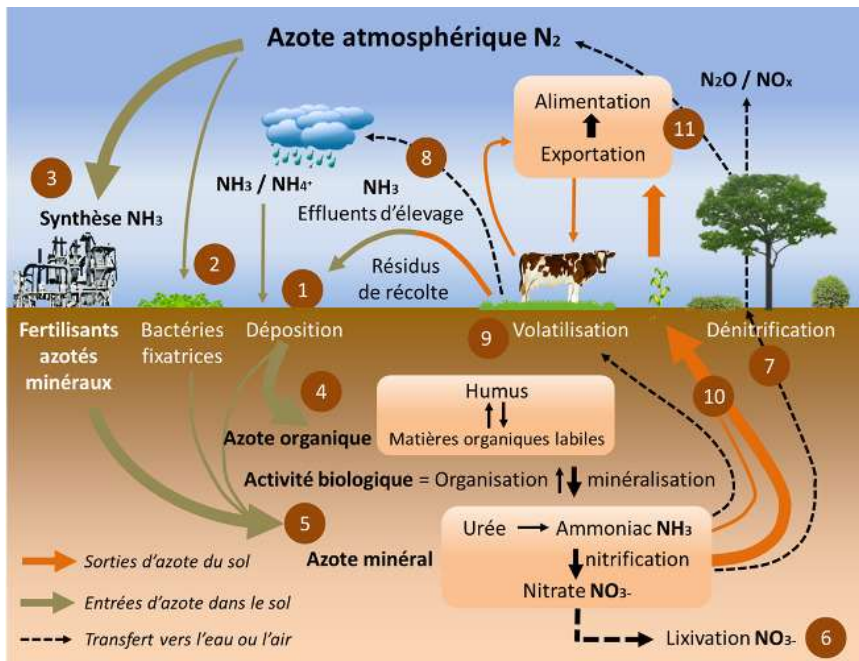 Azote atmosphérique N₂
N₂O / NOₓ
Alimentation
Exportation
11
8
3
NH₃ / NH₄⁺
NH₃
Effluents d'élevage
Synthèse NH₃
2
1
Résidus
de récolte
Fertilisants
azotés
minéraux
Bactéries
fixatrices
Déposition
9
Volatilisation
Dénitrification
7
4
Humus
10
Azote organique
Matières organiques labiles
Activité biologique = Organisation
minéralisation
5
Urée
Ammoniac NH₃
Azote minéral
nitrification
Nitrate NO₃₋
Sorties d'azote du sol
Entrées d'azote dans le sol
Transfert vers l'eau ou l'air
Lixivation NO₃₋
6